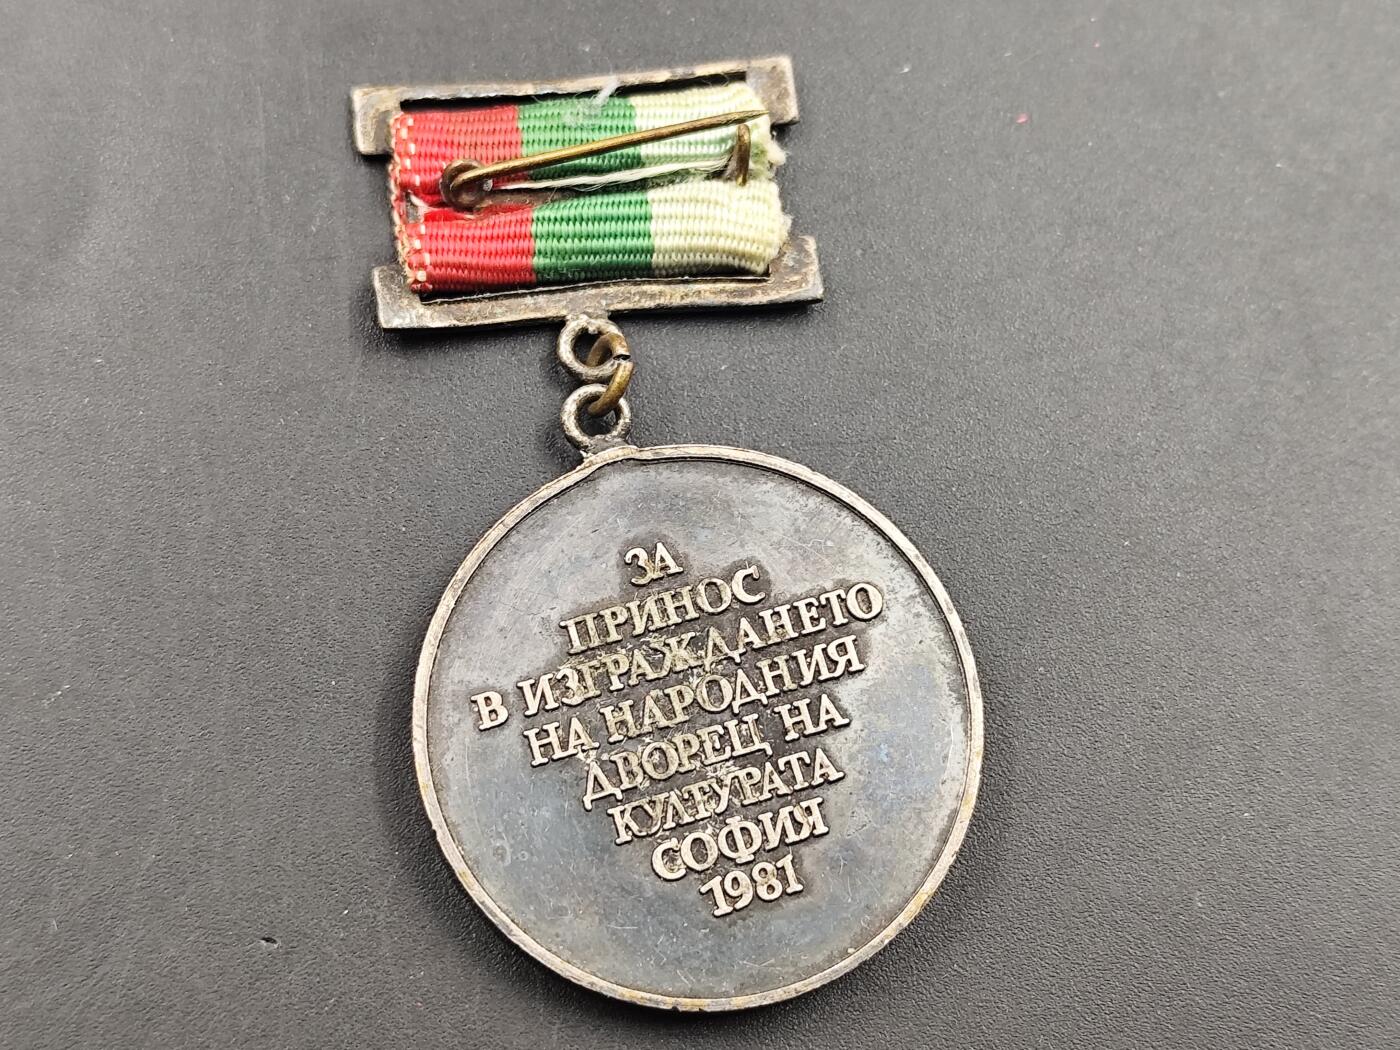 ЗА
ПРИНОС
В ИЗГРАЖДАНЕТО
НА НАРОДНИЯ
ДВОРЕЦ НА
КУЛТУРАТА
СОФИЯ
1981